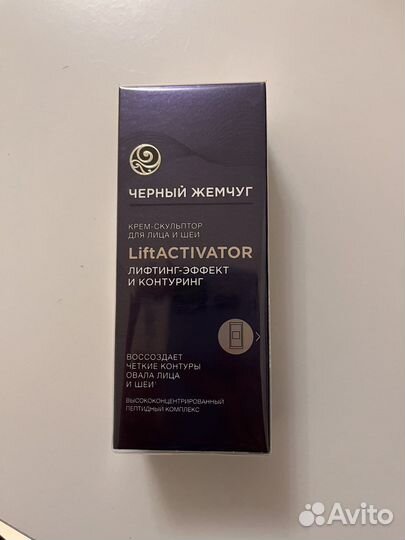 ЧЕРНЫЙ ЖЕМЧУГ
КРЕМ-СКУЛЬПТОР
ДЛЯ ЛИЦА И ШЕИ
LiftACTIVATOR
ЛИФТИНГ-ЭФФЕКТ
И КОНТУРИНГ
ВОССОЗДАЕТ
ЧЕТКИЕ КОНТУРЫ
ОВАЛА ЛИЦА
И ШЕИ¹
ВЫСОКОКОНЦЕНТРИРОВАННЫЙ
ПЕПТИДНЫЙ КОМПЛЕКС
Avito